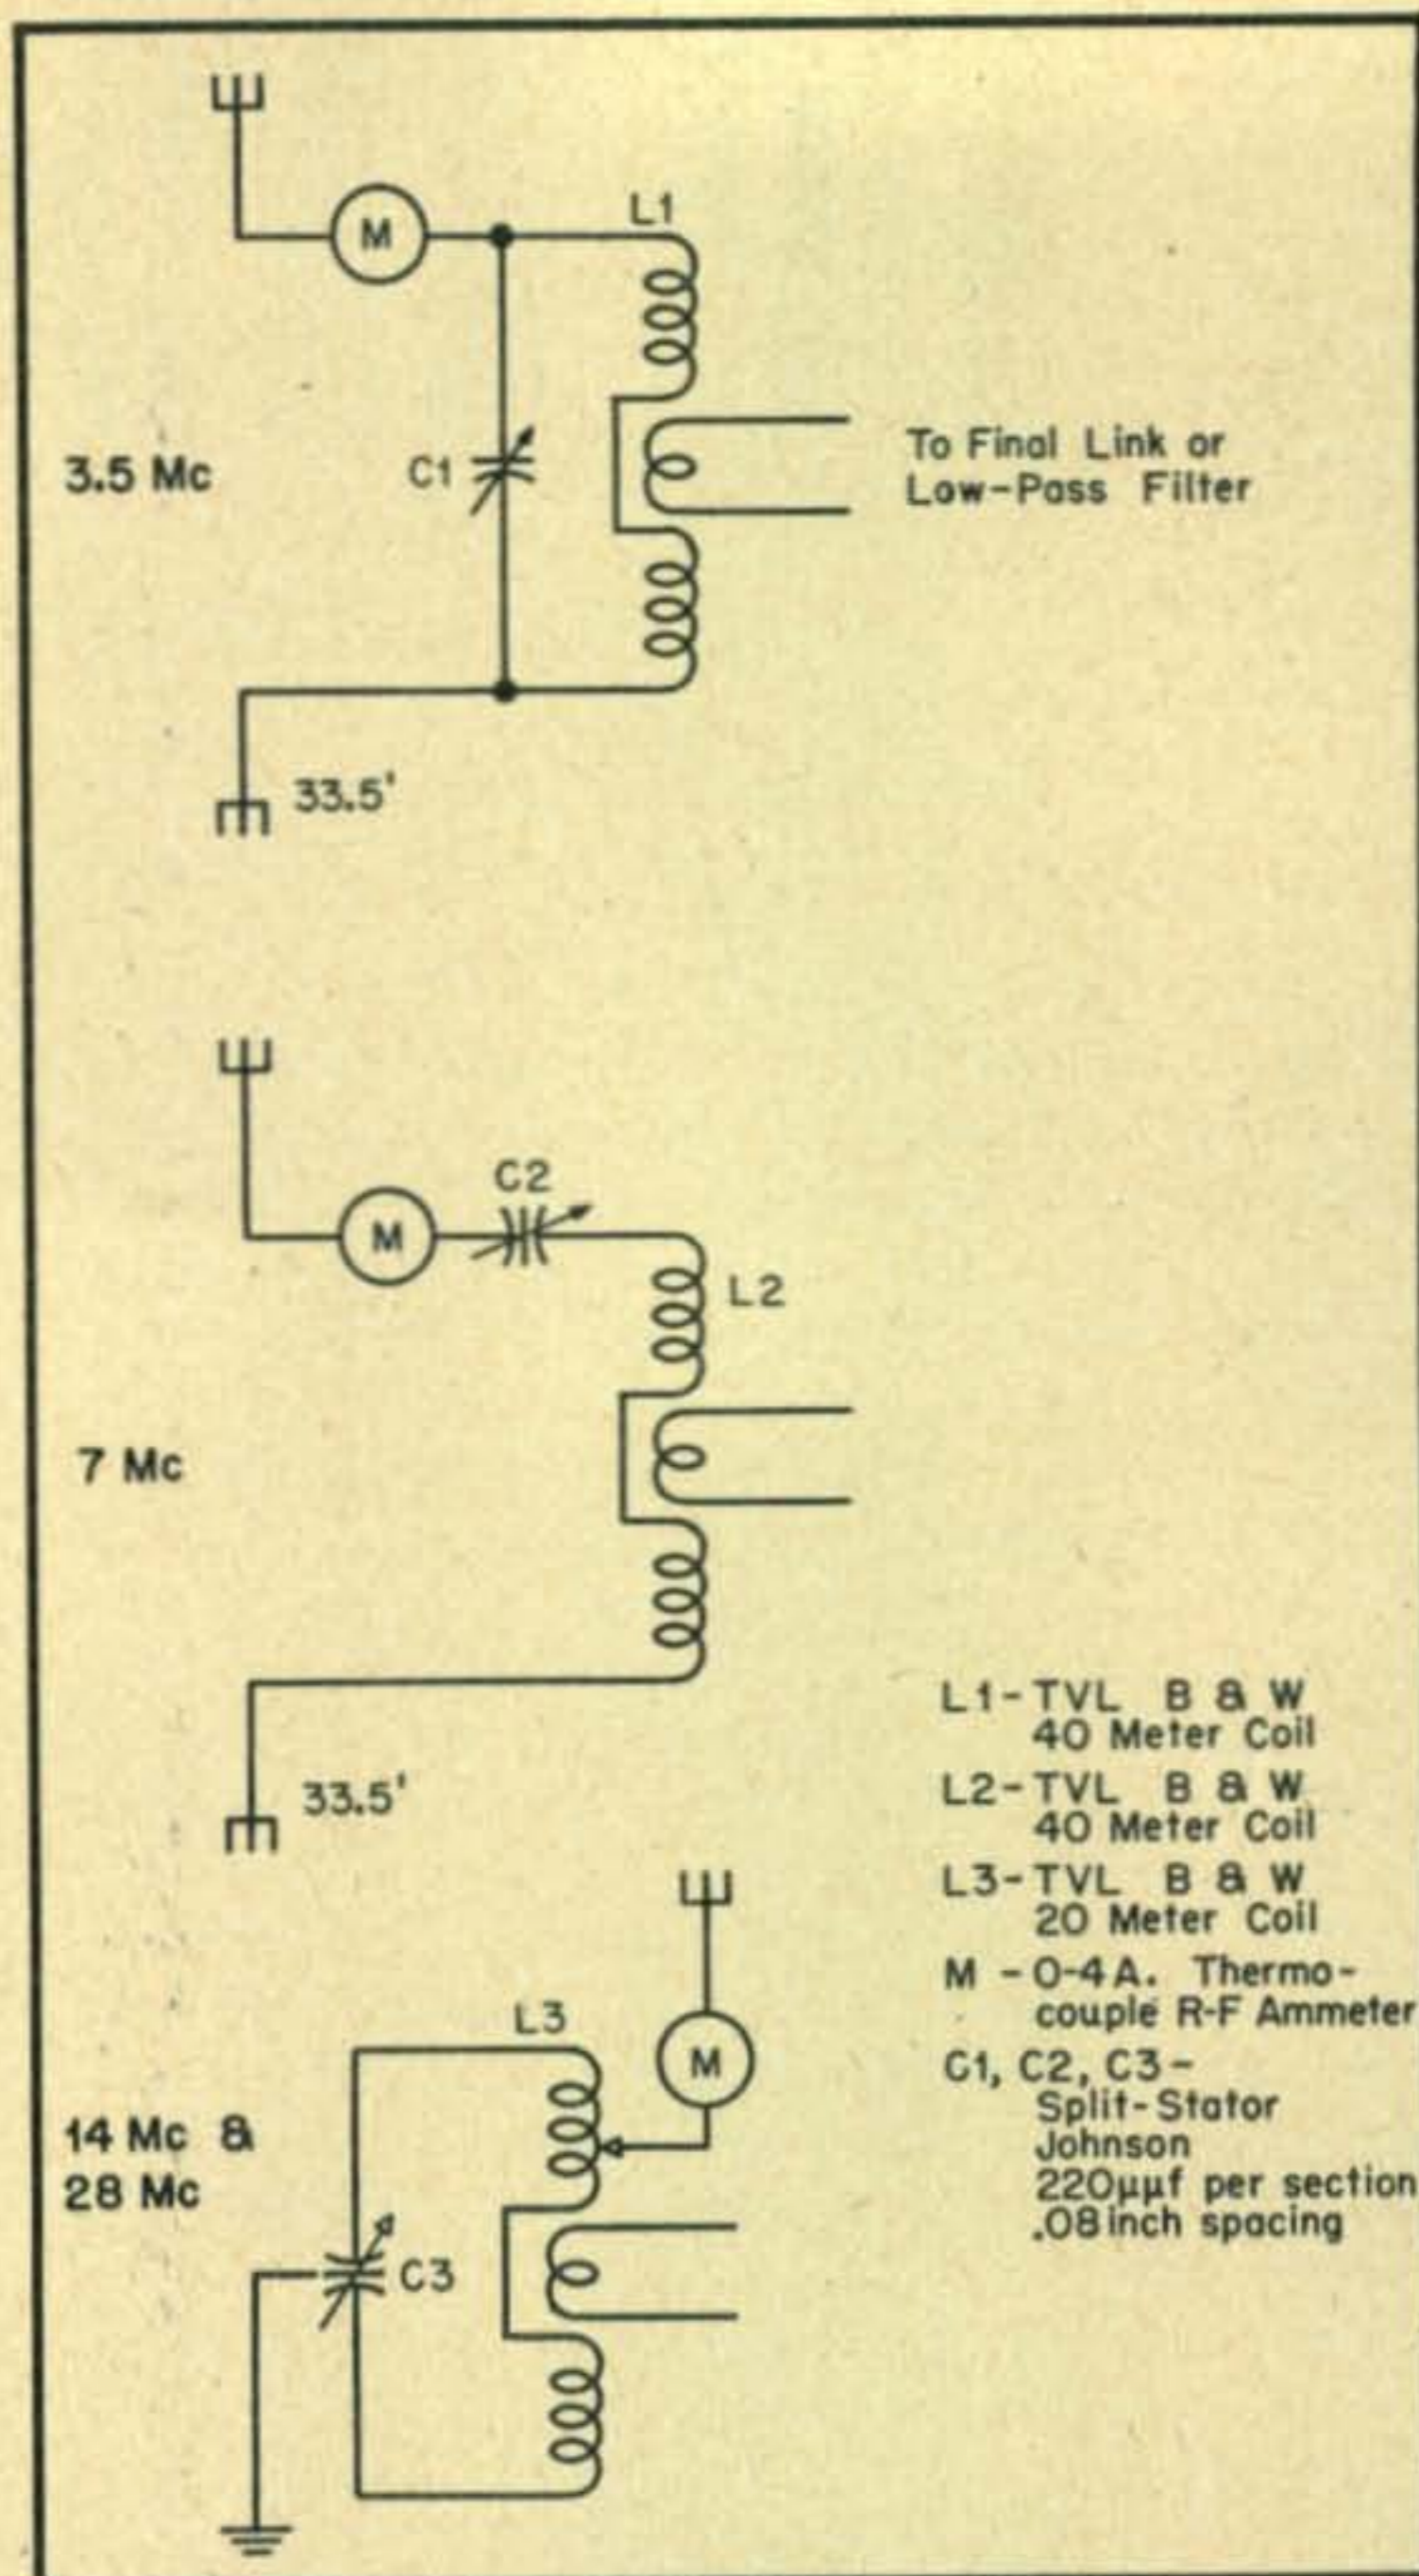 L1
M
To Final Link or
Low-Pass Filter
3.5 Mc
C1
33.5'
C2
M
L2
7 Mc
33.5'
L1-TVL B & W
40 Meter Coil
L2-TVL B & W
40 Meter Coil
L3-TVL B & W
20 Meter Coil
M -0-4A. Thermo-
couple R-F Ammeter
C1, C2, C3-
Split-Stator
Johnson
220µµf per section
.08 inch spacing
L3
M
14 Mc &
28 Mc
C3